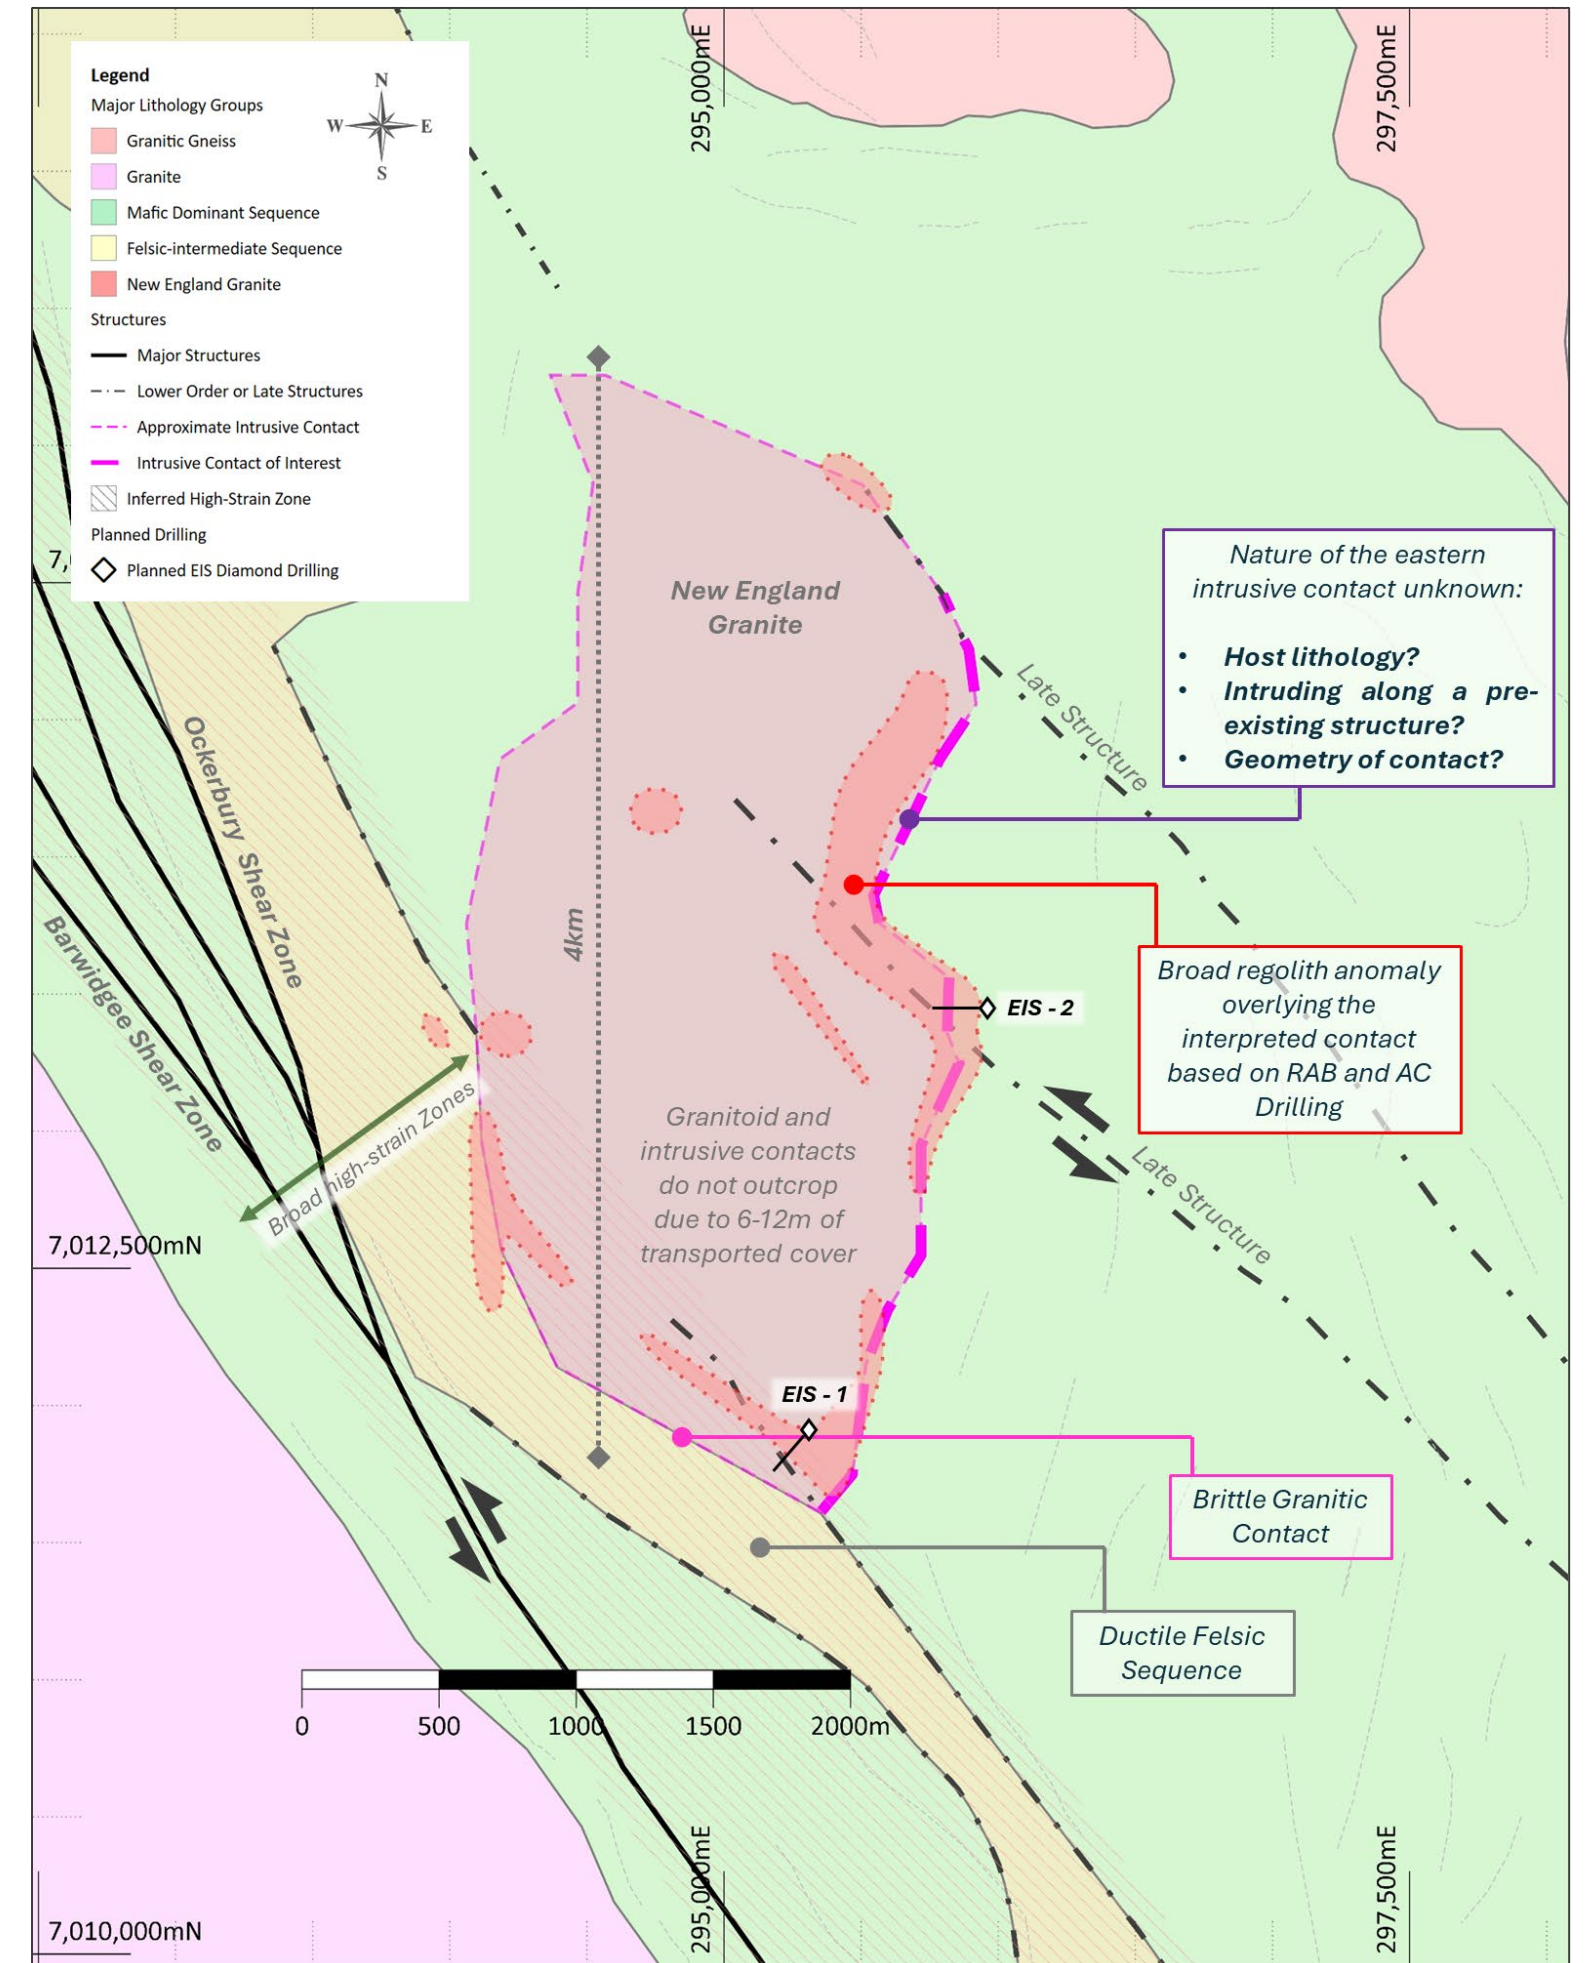 295,000mE
297,500mE
Legend
Major Lithology Groups
N
W
E
S
Granitic Gneiss
Granite
Mafic Dominant Sequence
Felsic-intermediate Sequence
New England Granite
Structures
Major Structures
Lower Order or Late Structures
Approximate Intrusive Contact
Intrusive Contact of Interest
Inferred High-Strain Zone
Planned Drilling
Planned EIS Diamond Drilling
7,
New England
Granite
Nature of the eastern
intrusive contact unknown:
• Host lithology?
• Intruding along a pre-
existing structure?
• Geometry of contact?
Late Structure
Ockerbury Shear Zone
Barwidgee Shear Zone
4km
Broad regolith anomaly
overlying the
interpreted contact
based on RAB and AC
Drilling
EIS - 2
Broad high-strain Zones
Granitoid and
intrusive contacts
do not outcrop
due to 6-12m of
transported cover
Late Structure
7,012,500mN
EIS - 1
Brittle Granitic
Contact
Ductile Felsic
Sequence
0
500
1000
1500
2000m
295,000mE
297,500mE
7,010,000mN